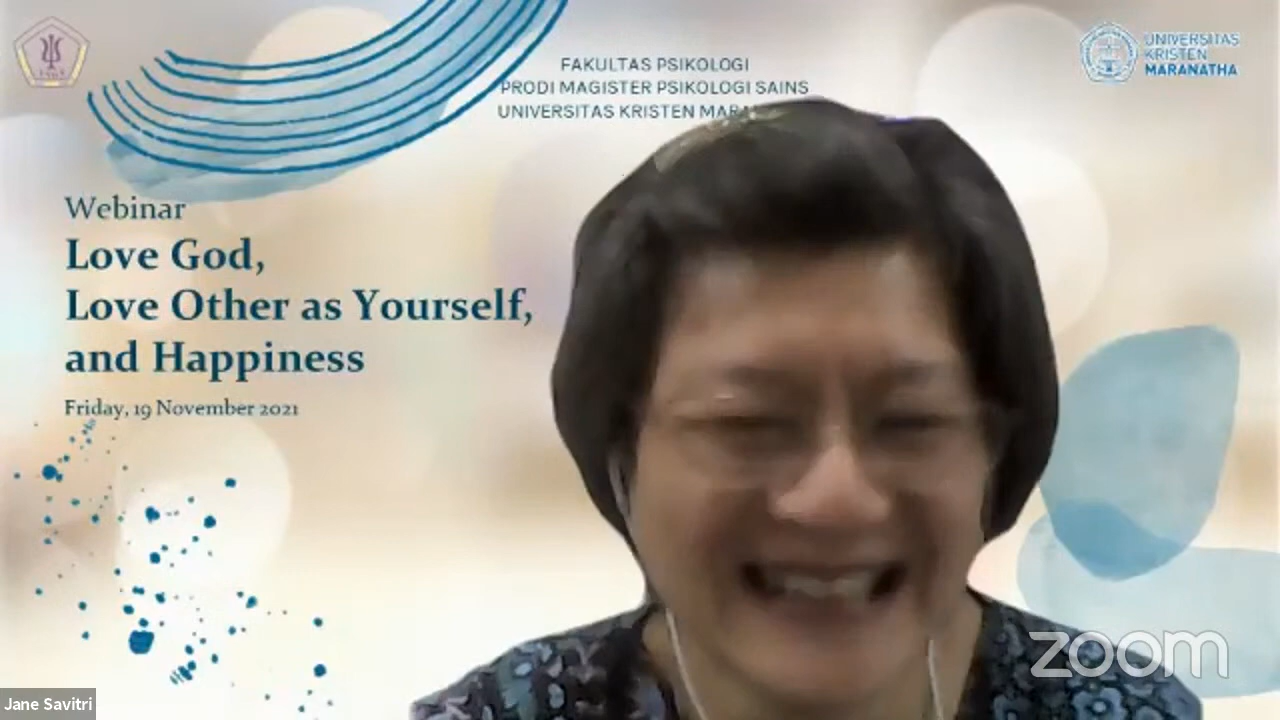 FAKULTAS PSIKOLOGI
PRODI MAGISTER PSIKOLOGI SAINS
UNIVERSITAS KRISTEN MARA
UNIVERSITAS
KRISTEN
MARANATHA
Webinar
Love God,
Love Other as Yourself,
and Happiness
Friday, 19 November 2021
zoom
Jane Savitri